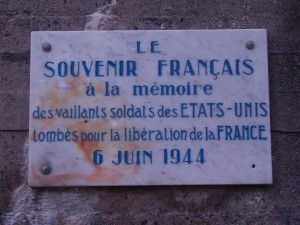 LE
SOUVENIR FRANÇAIS
à la mémoire
des vaillants soldats des ETATS-UNIS
tombés pour la libération de la FRANCE
6 JUIN 1944